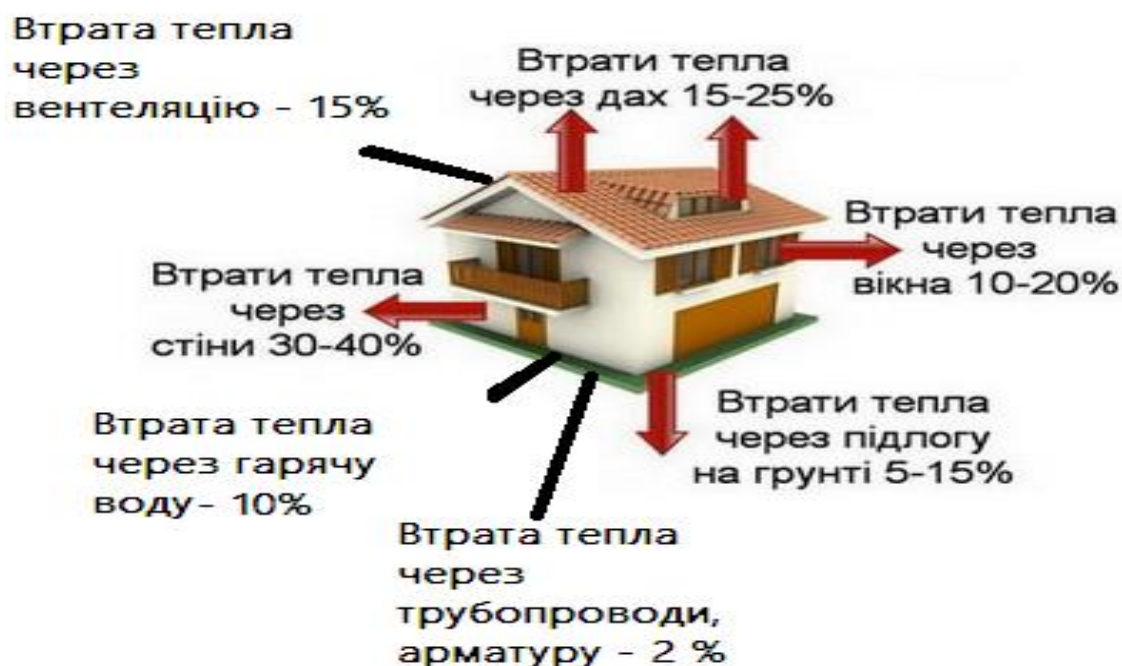 Втрата тепла
через
вентеляцію - 15%
Втрати тепла
через дах 15-25%
Втрати тепла
через
вікна 10-20%
Втрати тепла
через
стіни 30-40%
Втрати тепла
через підлогу
на грунті 5-15%
Втрата тепла
через гарячу
воду - 10%
Втрата тепла
через
трубопроводи,
арматуру - 2 %